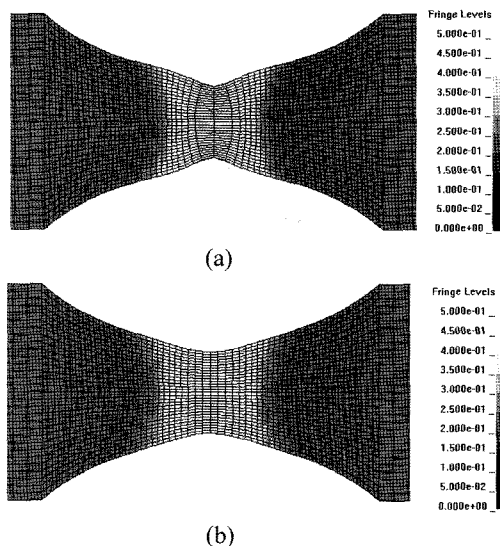 Fringe Levels
5.000e-01
4.500e-01
4.000e-01
3.500e-01
3.000e-01
2.500e-01
2.000e-01
1.500e-01
1.000e-01
5.000e-02
0.000e+00
(a)
Fringe Levels
5.000e-01
4.500e-01
4.000e-01
3.500e-01
3.000e-01
2.500e-01
2.000e-01
1.500e-01
1.000e-01
5.000e-02
0.000e+00
(b)